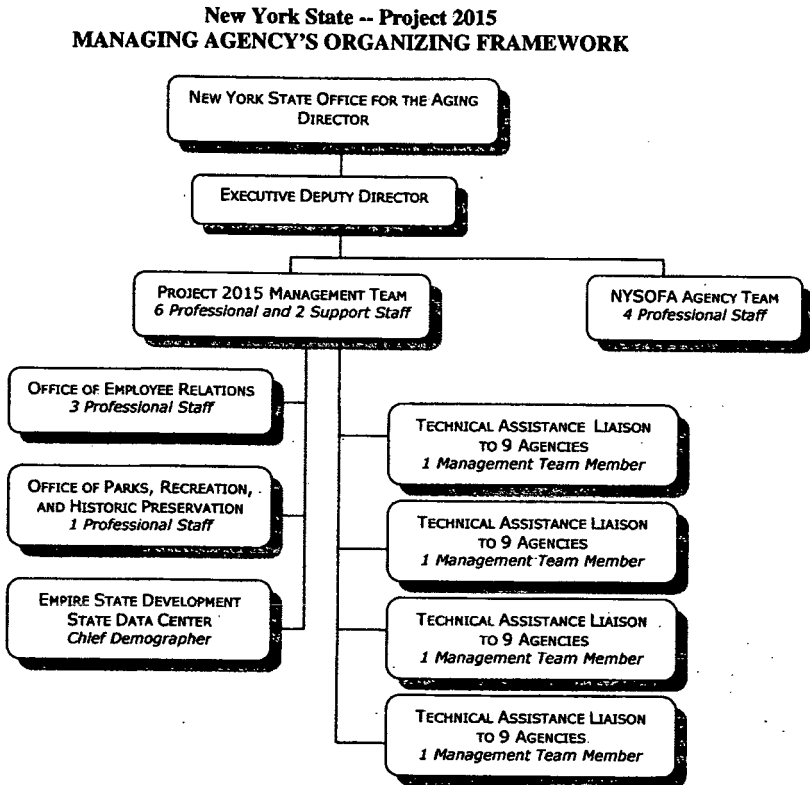 New York State -- Project 2015
MANAGING AGENCY'S ORGANIZING FRAMEWORK
NEW YORK STATE OFFICE FOR THE AGING
DIRECTOR
EXECUTIVE DEPUTY DIRECTOR
PROJECT 2015 MANAGEMENT TEAM
6 Professional and 2 Support Staff
NYSOFA AGENCY TEAM
4 Professional Staff
OFFICE OF EMPLOYEE RELATIONS
3 Professional Staff
OFFICE OF PARKS, RECREATION,
AND HISTORIC PRESERVATION
1 Professional Staff
EMPIRE STATE DEVELOPMENT
STATE DATA CENTER
Chief Demographer
TECHNICAL ASSISTANCE LIAISON
TO 9 AGENCIES
1 Management Team Member
TECHNICAL ASSISTANCE LIAISON
TO 9 AGENCIES
1 Management Team Member
TECHNICAL ASSISTANCE LIAISON
TO 9 AGENCIES
1 Management Team Member
TECHNICAL ASSISTANCE LIAISON
TO 9 AGENCIES
1 Management Team Member